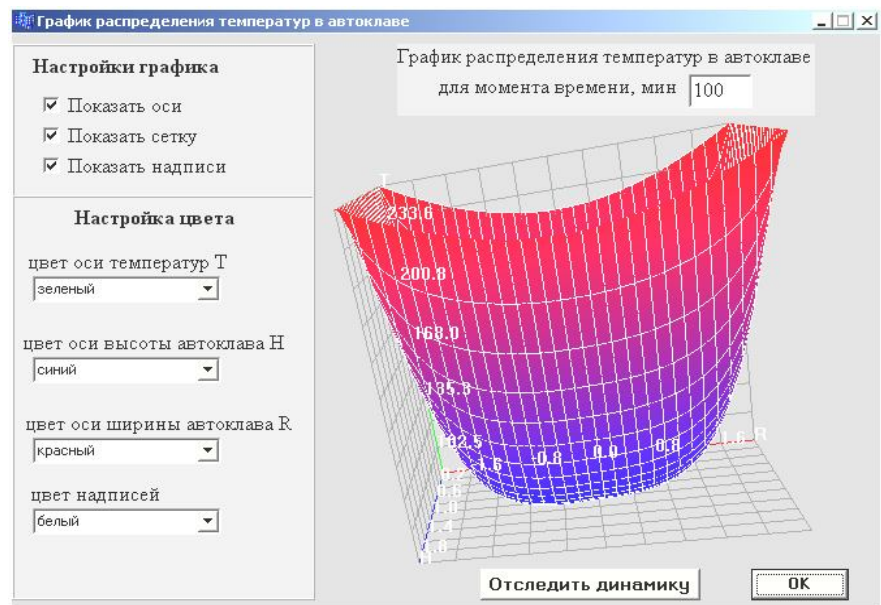 График распределения температур в автоклаве
Настройки графика
Показать оси
Показать сетку
Показать надписи
Настройка цвета
цвет оси температур T
зеленый
цвет оси высоты автоклава H
синий
цвет оси ширины автоклава R
красный
цвет надписей
белый
График распределения температур в автоклаве
для момента времени, мин 100
T
233.6
200.8
168.0
135.3
102.5
-1.6 -0.8 0.0 0.8 1.6 R
H
Отследить динамику
OK